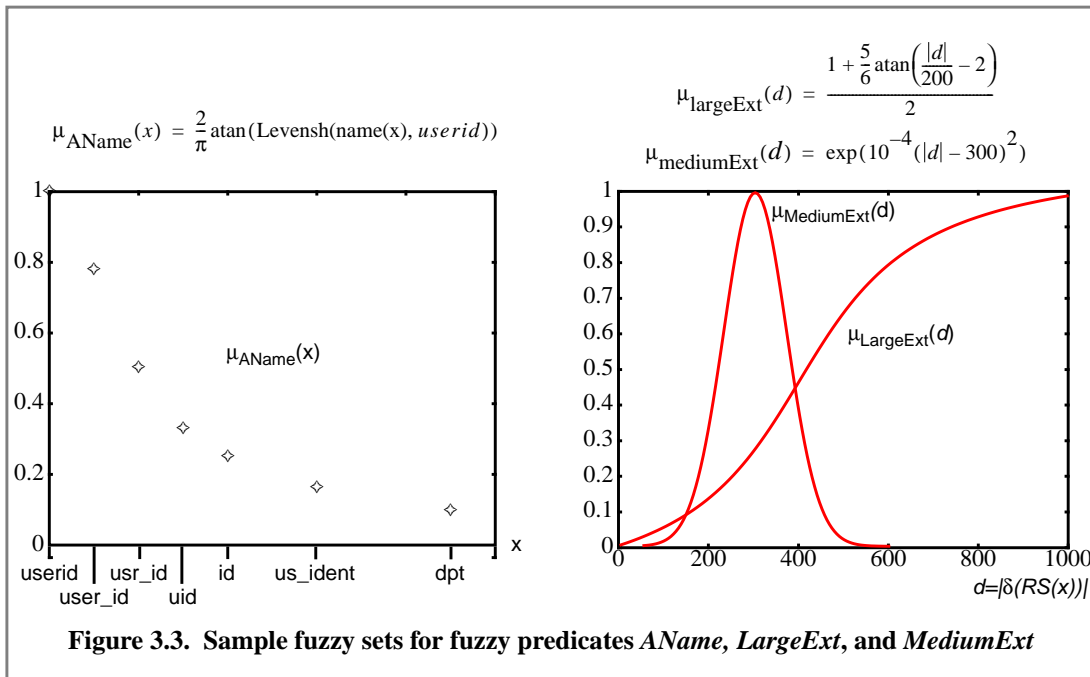 μ_AName(x) = 2/π atan(Levensh(name(x), userid))
μ_largeExt(d) = (1 + 5/6 atan(|d|/200 – 2)) / 2
μ_mediumExt(d) = exp(10^–4 (|d| – 300)^2)
1
0.8
0.6
0.4
0.2
0
μ_AName(x)
x
userid
user_id
usr_id
uid
id
us_ident
dpt
1
0.9
0.8
0.7
0.6
0.5
0.4
0.3
0.2
0.1
0
μ_MediumExt(d)
μ_LargeExt(d)
0 200 400 600 800 1000
d=|δ(RS(x))|
Figure 3.3. Sample fuzzy sets for fuzzy predicates AName, LargeExt, and MediumExt